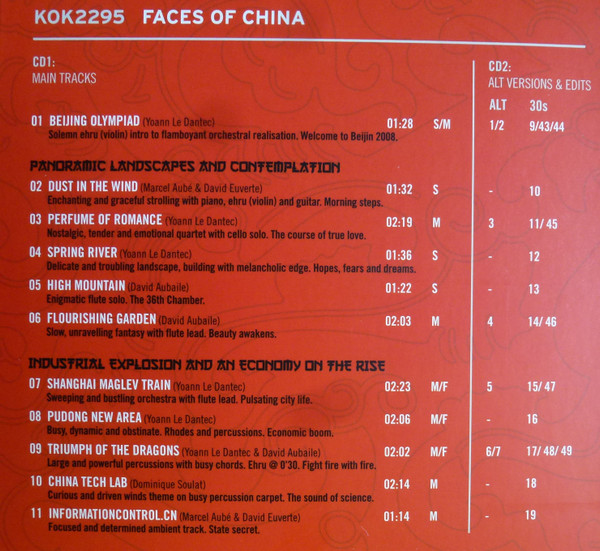 KOK2295 FACES OF CHINA
CD1:
MAIN TRACKS
CD2:
ALT VERSIONS & EDITS
ALT 30s
01 BEIJING OLYMPIAD (Yoann Le Dantec) 01:28 S/M 1/2 9/43/44
Solemn ehru (violin) intro to flamboyant orchestral realisation. Welcome to Beijin 2008.
PANORAMIC LANDSCAPES AND CONTEMPLATION
02 DUST IN THE WIND (Marcel Aubé & David Euverte) 01:32 S - 10
Enchanting and graceful strolling with piano, ehru (violin) and guitar. Morning steps.
03 PERFUME OF ROMANCE (Yoann Le Dantec) 02:19 M 3 11/ 45
Nostalgic, tender and emotional quartet with cello solo. The course of true love.
04 SPRING RIVER (Yoann Le Dantec) 01:36 S - 12
Delicate and troubling landscape, building with melancholic edge. Hopes, fears and dreams.
05 HIGH MOUNTAIN (David Aubaile) 01:22 S - 13
Enigmatic flute solo. The 36th Chamber.
06 FLOURISHING GARDEN (David Aubaile) 02:03 M 4 14/ 46
Slow, unravelling fantasy with flute lead. Beauty awakens.
INDUSTRIAL EXPLOSION AND AN ECONOMY ON THE RISE
07 SHANGHAI MAGLEV TRAIN (Yoann Le Dantec) 02:23 M/F 5 15/ 47
Sweeping and bustling orchestra with flute lead. Pulsating city life.
08 PUDONG NEW AREA (Yoann Le Dantec) 02:06 M/F - 16
Busy, dynamic and obstinate. Rhodes and percussions. Economic boom.
09 TRIUMPH OF THE DRAGONS (Yoann Le Dantec & David Aubaile) 02:02 M/F 6/7 17/ 48/ 49
Large and powerful percussions with busy chords. Ehru @ 0'30. Fight fire with fire.
10 CHINA TECH LAB (Dominique Soulat) 02:14 M - 18
Curious and driven winds theme on busy percussion carpet. The sound of science.
11 INFORMATIONCONTROL.CN (Marcel Aubé & David Euverte) 01:14 M - 19
Focused and determined ambient track. State secret.